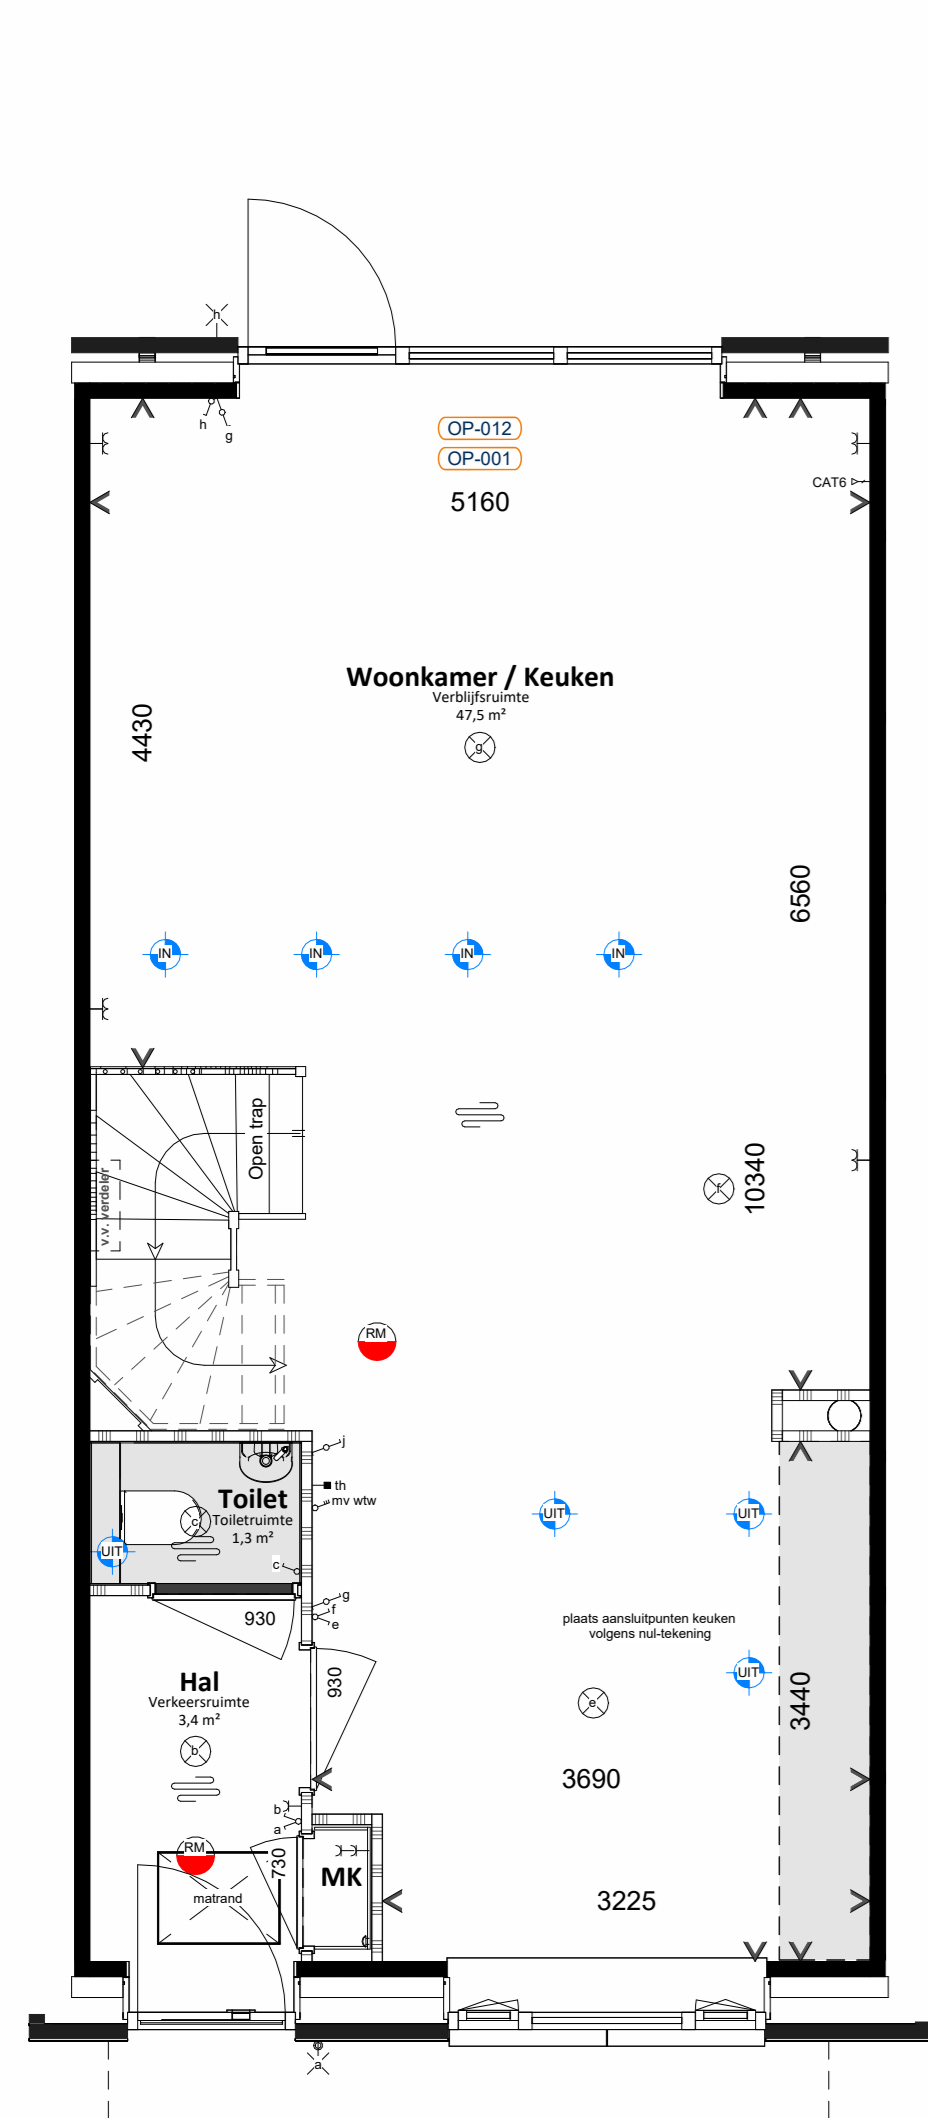 h
h
g
OP-012
OP-001
CAT6
5160
Woonkamer / Keuken
Verblijfsruimte
47,5 m²
g
4430
6560
IN
IN
IN
IN
Open trap
v.v. verdeler
f
10340
RM
j
th
mv wtw
Toilet
Toiletruimte
1,3 m²
c
UIT
c
UIT
UIT
g
f
e
930
plaats aansluitpunten keuken
volgens nul-tekening
930
UIT
Hal
Verkeersruimte
3,4 m²
b
e
3440
3690
b
a
RM
730
MK
matrand
3225
a